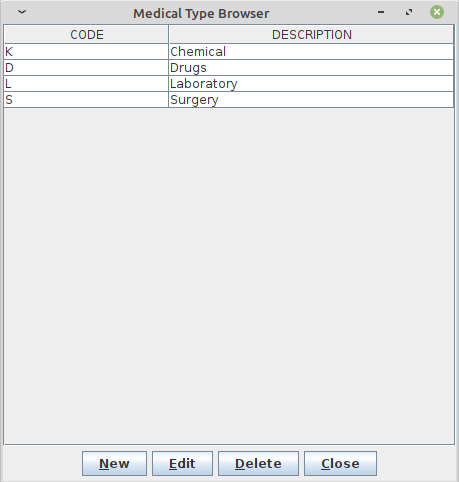 Medical Type Browser
CODE DESCRIPTION
K Chemical
D Drugs
L Laboratory
S Surgery
New Edit Delete Close